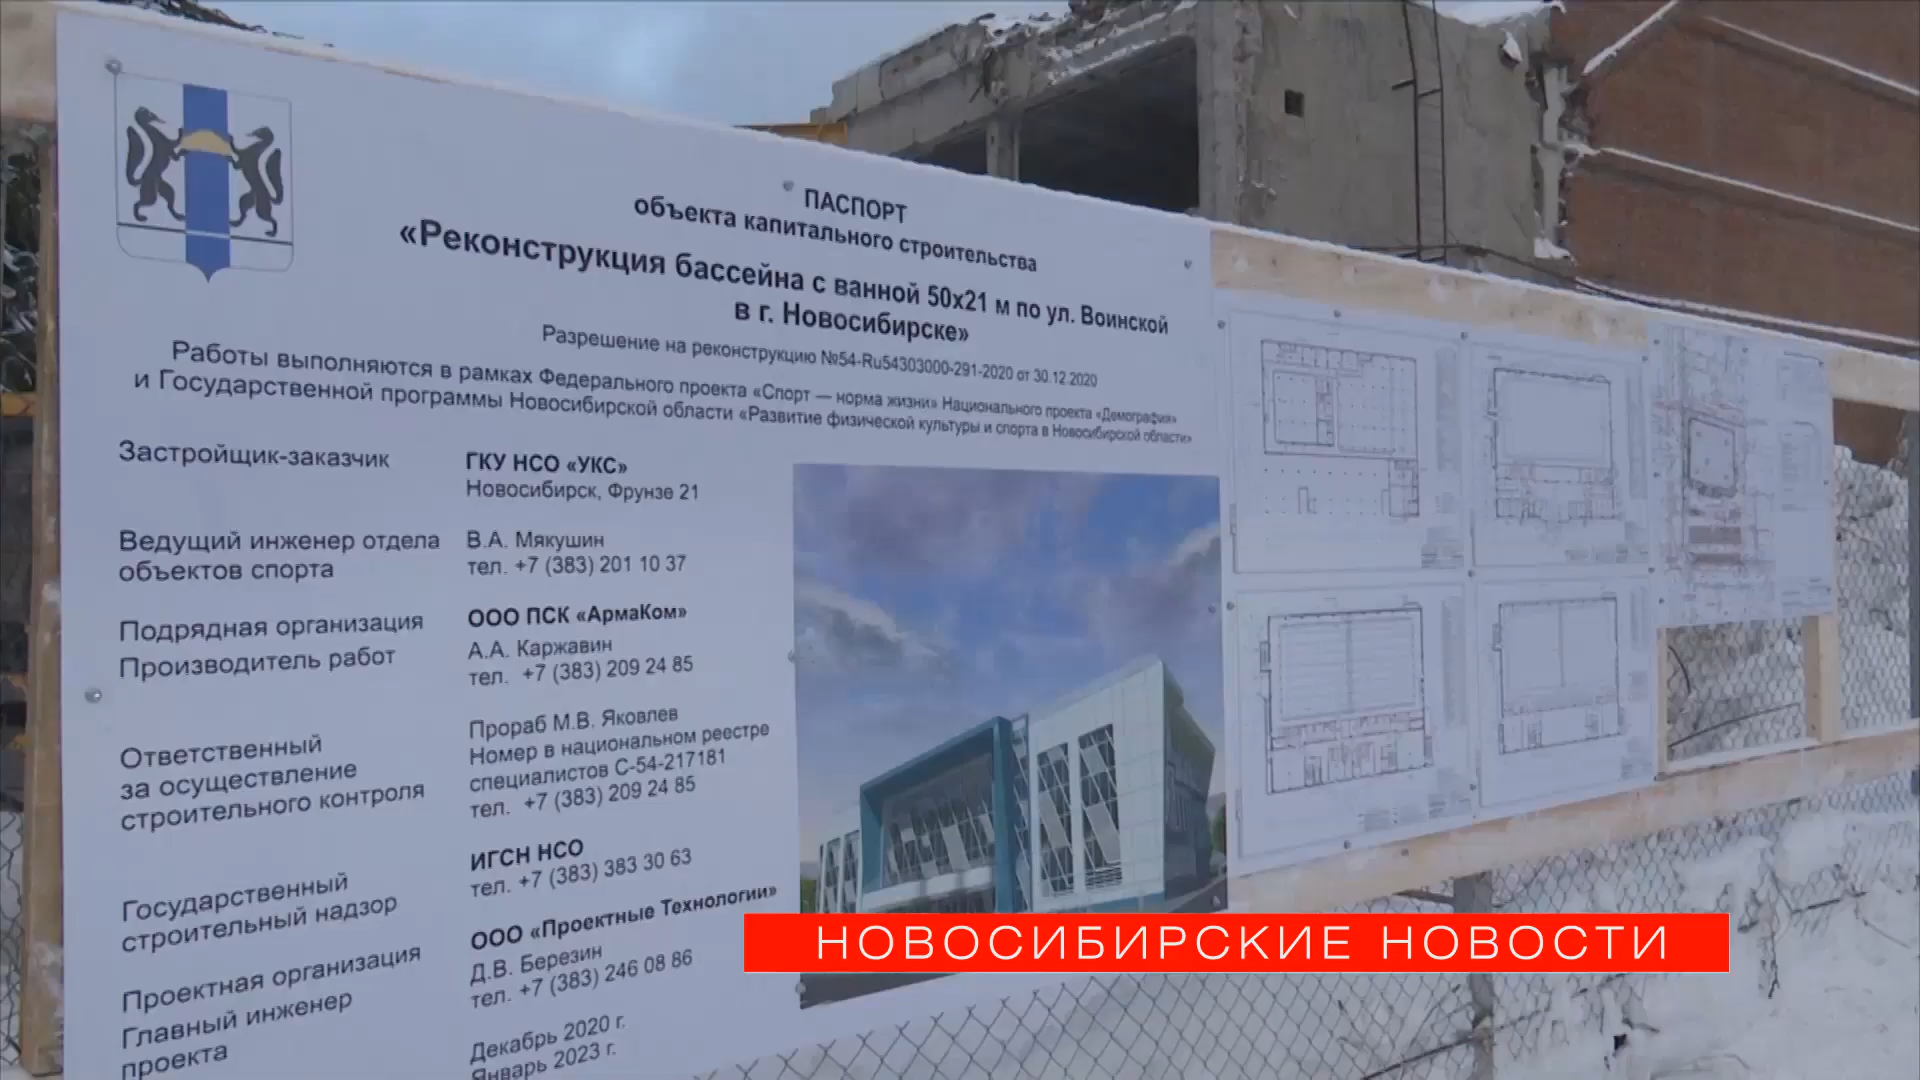 ПАСПОРТ
объекта капитального строительства
«Реконструкция бассейна с ванной 50х21 м по ул. Воинской
в г. Новосибирске»
Разрешение на реконструкцию №54-Ru54303000-291-2020 от 30.12.2020
Работы выполняются в рамках Федерального проекта «Спорт — норма жизни» Национального проекта «Демография»
и Государственной программы Новосибирской области «Развитие физической культуры и спорта в Новосибирской области»
Застройщик-заказчик
ГКУ НСО «УКС»
Новосибирск, Фрунзе 21
Ведущий инженер отдела
объектов спорта
В.А. Мякушин
тел. +7 (383) 201 10 37
Подрядная организация
Производитель работ
ООО ПСК «АрмаКом»
А.А. Каржавин
тел. +7 (383) 209 24 85
Ответственный
за осуществление
строительного контроля
Прораб М.В. Яковлев
Номер в национальном реестре
специалистов С-54-217181
тел. +7 (383) 209 24 85
Государственный
строительный надзор
ИГСН НСО
тел. +7 (383) 383 30 63
Проектная организация
Главный инженер
проекта
ООО «Проектные Технологии»
Д.В. Березин
тел. +7 (383) 246 08 86
Декабрь 2020 г.
Январь 2023 г.
НОВОСИБИРСКИЕ НОВОСТИ